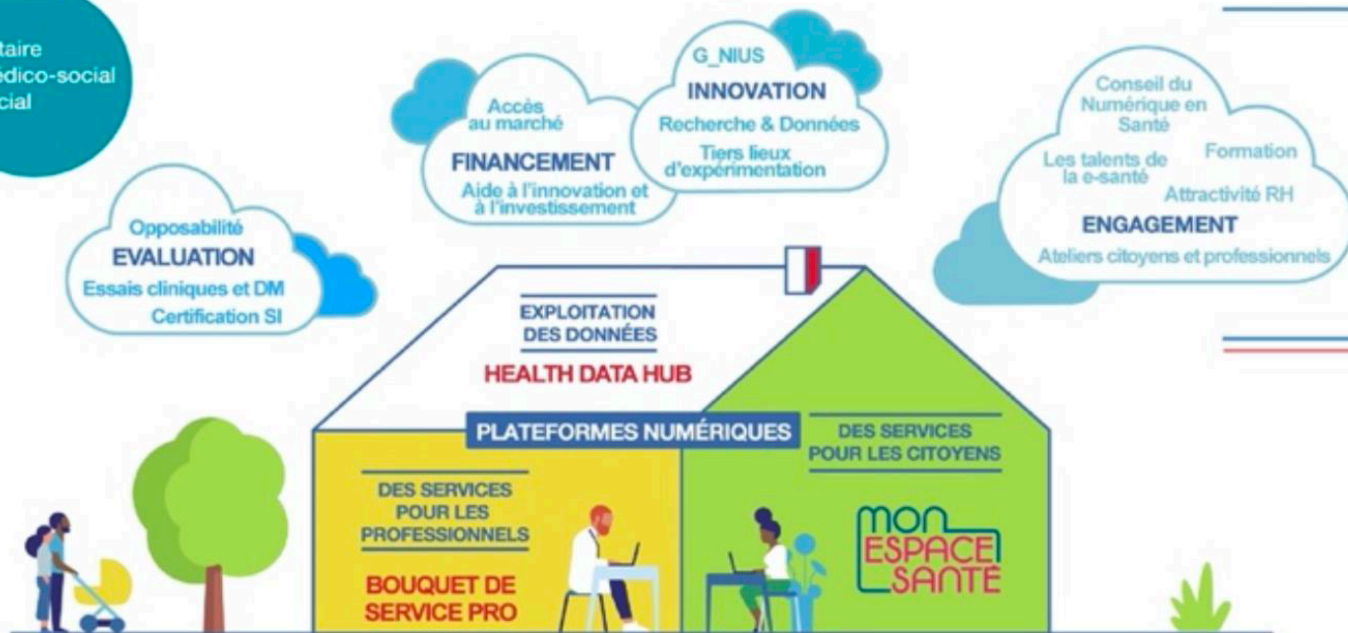 médico-social
G_NIUS
INNOVATION
Recherche & Données
Tiers lieux
d'expérimentation
Accès
au marché
FINANCEMENT
Aide à l'innovation et
à l'investissement
Conseil du
Numérique en
Santé
Les talents de
la e-santé
Formation
Attractivité RH
ENGAGEMENT
Ateliers citoyens et professionnels
Opposabilité
EVALUATION
Essais cliniques et DM
Certification SI
EXPLOITATION
DES DONNÉES
HEALTH DATA HUB
PLATEFORMES NUMÉRIQUES
DES SERVICES
POUR LES
PROFESSIONNELS
BOUQUET DE
SERVICE PRO
DES SERVICES
POUR LES CITOYENS
MON
ESPACE
SANTÉ